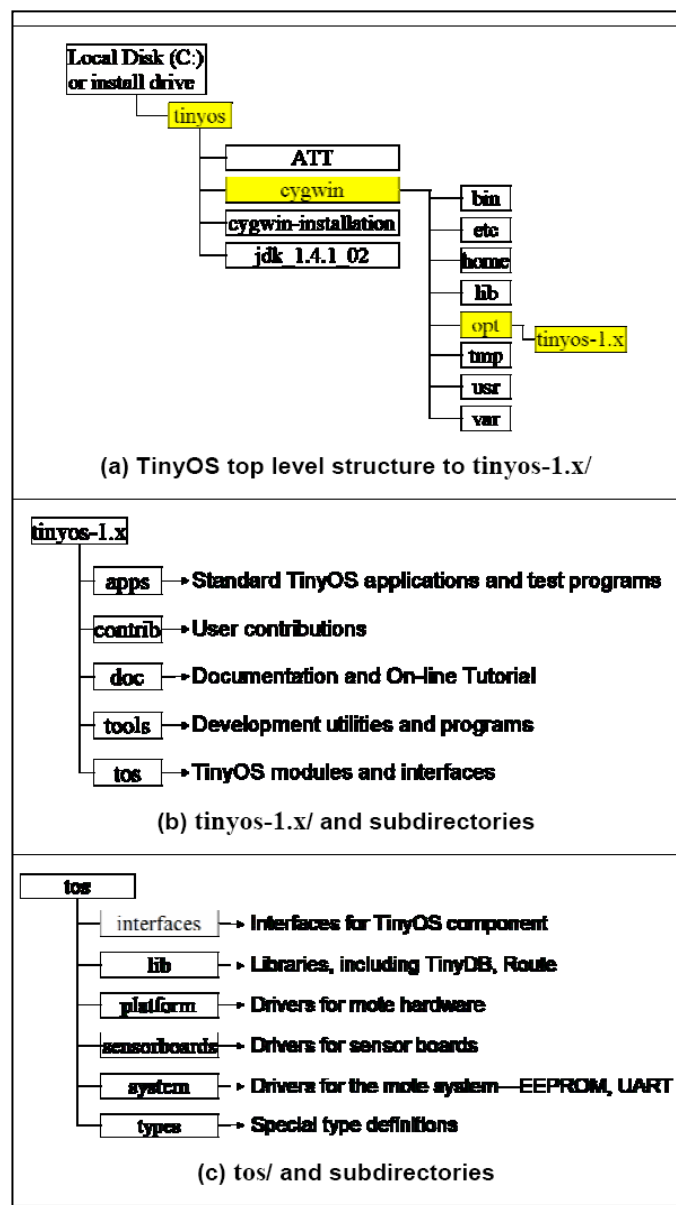 Local Disk (C:)
or install drive
tinyos
ATT
cygwin
cygwin-installation
jdk_1.4.1_02
bin
etc
home
lib
opt
tinyos-1.x
tmp
usr
var
(a) TinyOS top level structure to tinyos-1.x/
tinyos-1.x
apps Standard TinyOS applications and test programs
contrib User contributions
doc Documentation and On-line Tutorial
tools Development utilities and programs
tos TinyOS modules and interfaces
(b) tinyos-1.x/ and subdirectories
tos
interfaces Interfaces for TinyOS component
lib Libraries, including TinyDB, Route
platform Drivers for mote hardware
sensorboards Drivers for sensor boards
system Drivers for the mote system—EEPROM, UART
types Special type definitions
(c) tos/ and subdirectories